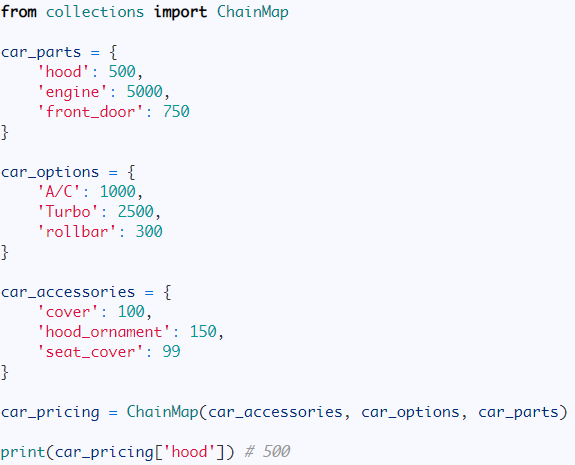 from collections import ChainMap
car_parts = {
    'hood': 500,
    'engine': 5000,
    'front_door': 750
}
car_options = {
    'A/C': 1000,
    'Turbo': 2500,
    'rollbar': 300
}
car_accessories = {
    'cover': 100,
    'hood_ornament': 150,
    'seat_cover': 99
}
car_pricing = ChainMap(car_accessories, car_options, car_parts)
print(car_pricing['hood']) # 500